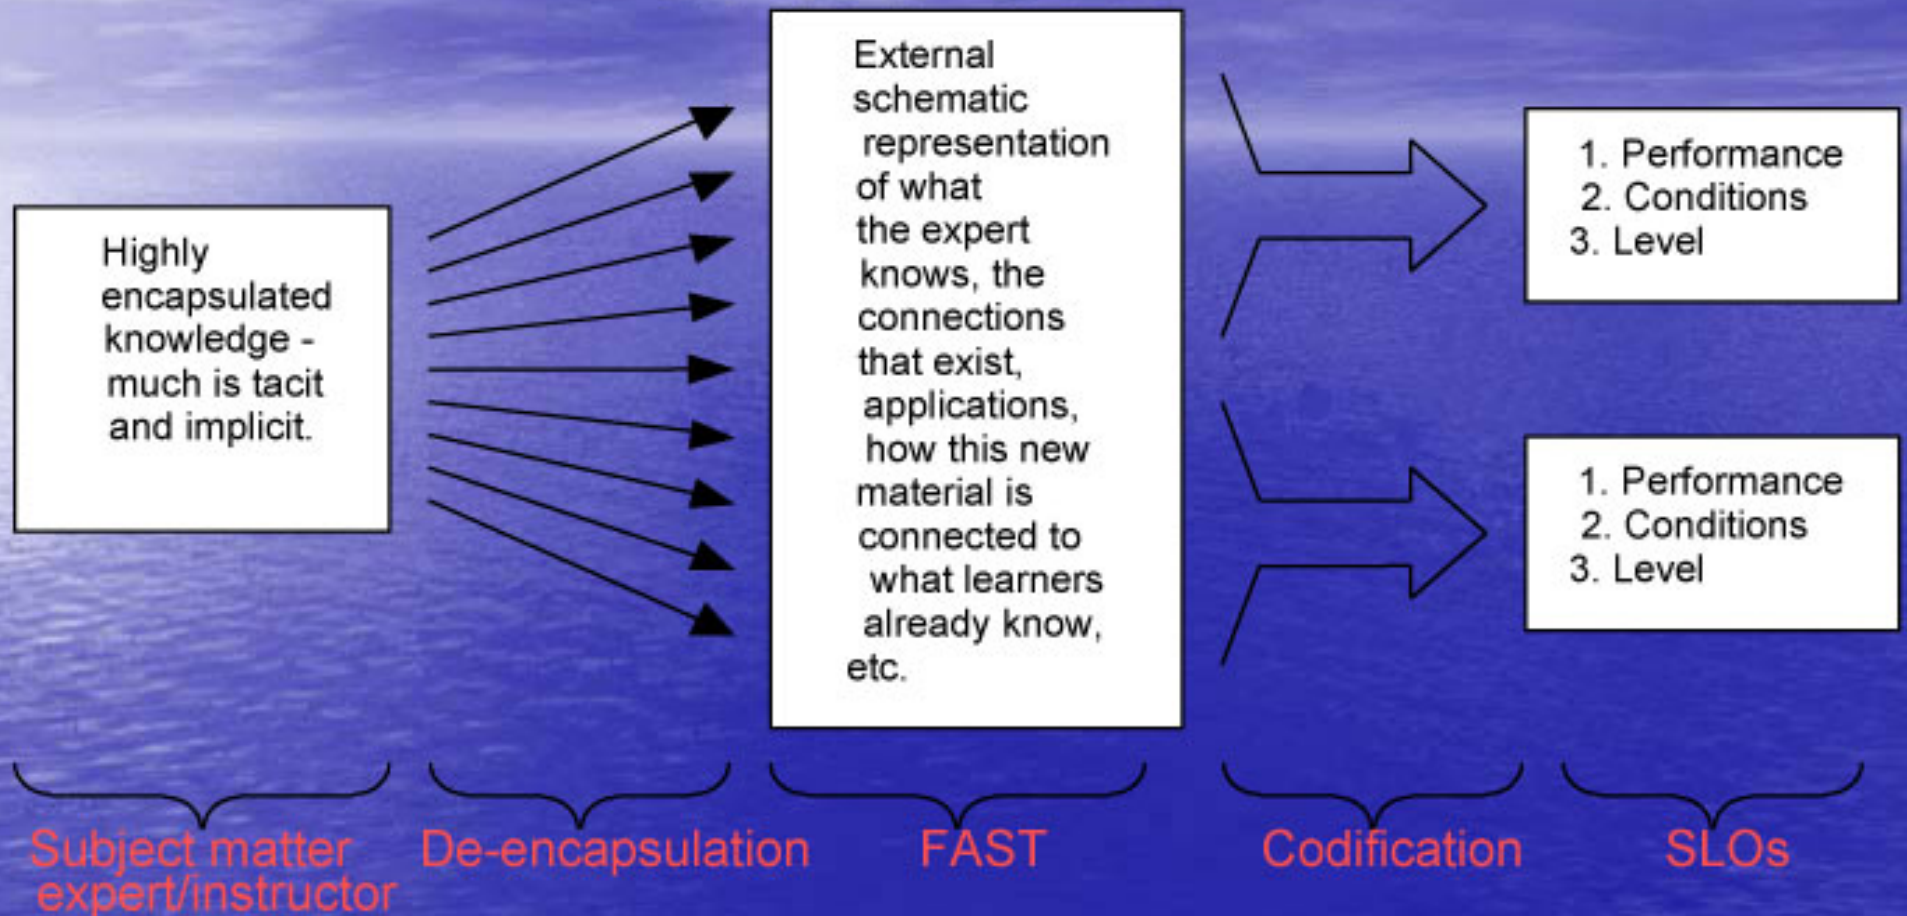 Highly
encapsulated
knowledge -
much is tacit
and implicit.
External
schematic
representation
of what
the expert
knows, the
connections
that exist,
applications,
how this new
material is
connected to
what learners
already know,
etc.
1. Performance
2. Conditions
3. Level
1. Performance
2. Conditions
3. Level
Subject matter
expert/instructor
De-encapsulation
FAST
Codification
SLOs